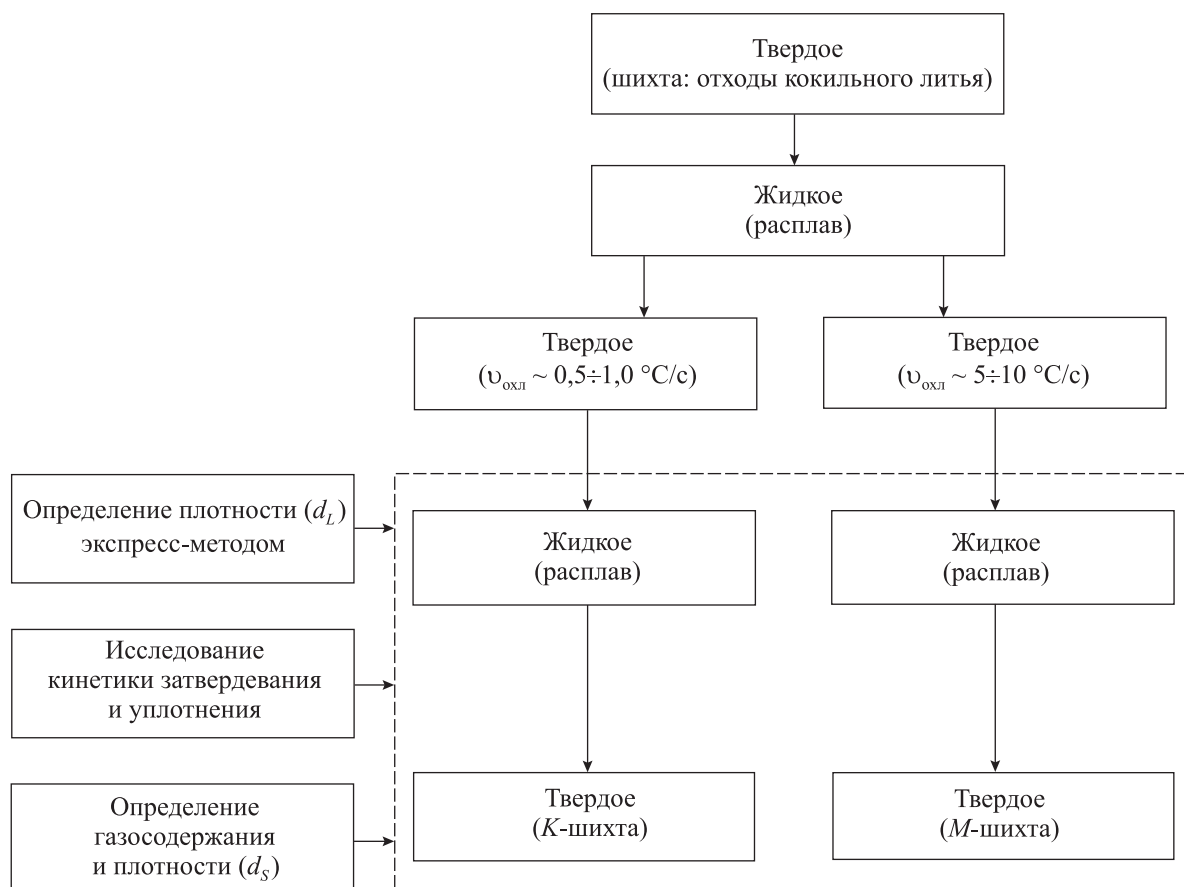 Твердое
(шихта: отходы кокильного литья)
Жидкое
(расплав)
Твердое
(υохл ~ 0,5÷1,0 °C/с)
Твердое
(υохл ~ 5÷10 °C/с)
Определение плотности (dL)
экспресс-методом
Жидкое
(расплав)
Жидкое
(расплав)
Исследование
кинетики затвердевания
и уплотнения
Определение
газосодержания
и плотности (dS)
Твердое
(K-шихта)
Твердое
(M-шихта)